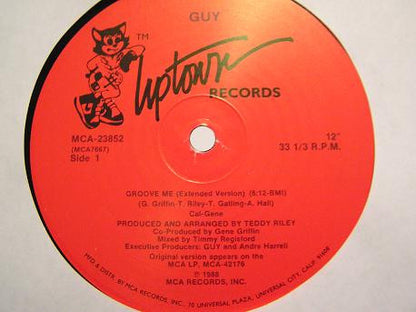 GUY
TM
Uptown
RECORDS
MCA-23852
(MCA7667)
Side 1
12"
33 1/3 R.P.M.
GROOVE ME (Extended Version) (6:12-BMI)
(G. Griffin-T. Riley-T. Gatling-A. Hall)
Cal-Gene
PRODUCED AND ARRANGED BY TEDDY RILEY
Co-Produced by Gene Griffin
Mixed by Timmy Regisford
Executive Producers: GUY and Andre Harrell
Original version appears on the
MCA LP, MCA-42176
℗ 1988
MCA RECORDS, INC.
MFD & DISTR. BY MCA RECORDS, INC., 70 UNIVERSAL PLAZA, UNIVERSAL CITY, CALIF. 91608